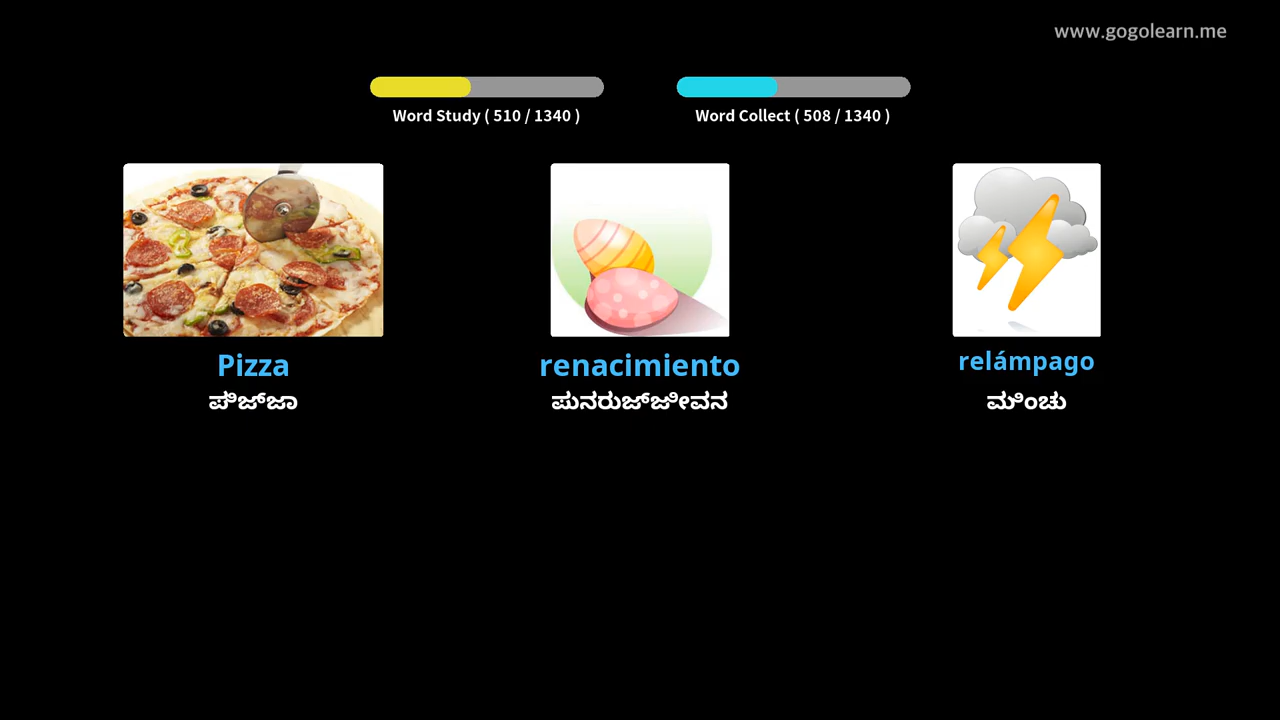 www.gogolearn.me
Word Study ( 510 / 1340 )
Word Collect ( 508 / 1340 )
Pizza
renacimiento
relámpago
ಪಿಜ್ಜಾ
ಪುನರುಜ್ಜೀವನ
ಮಿಂಚು